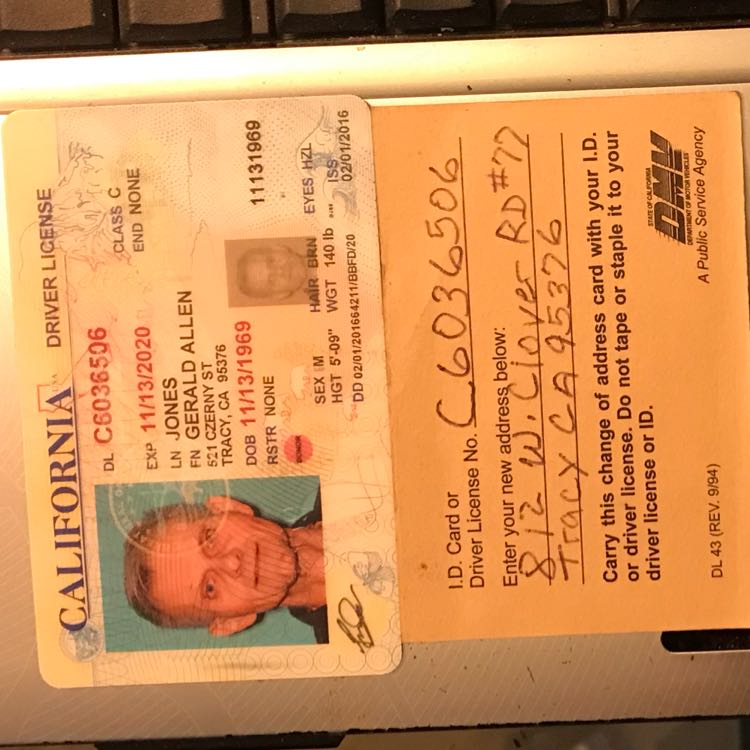 CALIFORNIA DRIVER LICENSE
USA
DL C6036506
CLASS C
EXP 11/13/2020
END NONE
LN JONES
FN GERALD ALLEN
521 CZERNY ST
TRACY, CA 95376
DOB 11/13/1969
RSTR NONE
11131969
DONOR
SEX M HAIR BRN EYES HZL
HGT 5'-09" WGT 140 lb ISS
DD 02/01/201664211/BBFD/20 02/01/2016
I.D. Card or
Driver License No. C6036506
Enter your new address below:
812 W. Clover RD #77
Tracy CA 95376
Carry this change of address card with your I.D.
or driver license. Do not tape or staple it to your
driver license or ID.
DL 43 (REV. 9/94)
STATE OF CALIFORNIA
DMV
DEPARTMENT OF MOTOR VEHICLES
A Public Service Agency